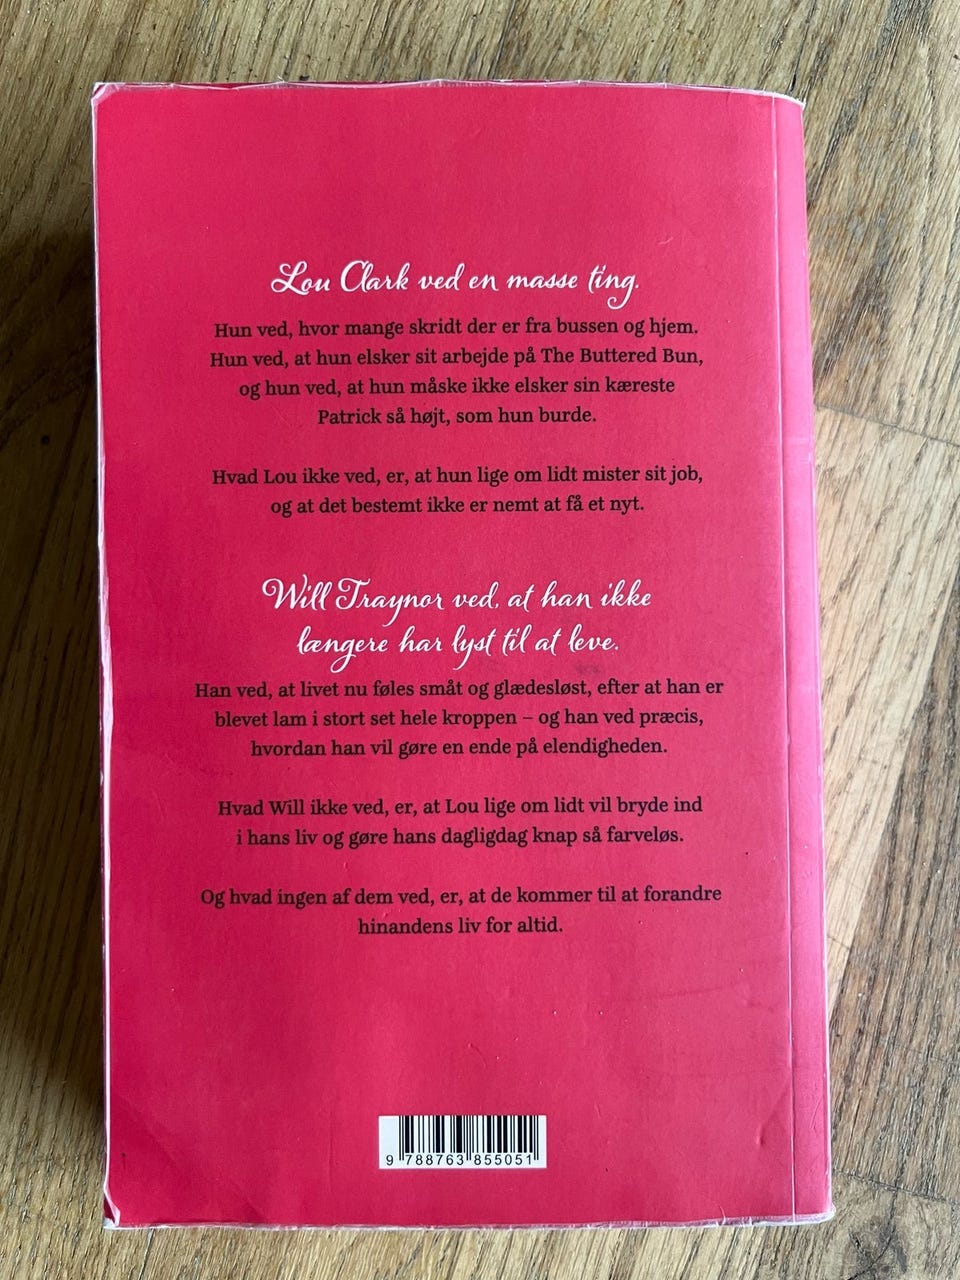 Lou Clark ved en masse ting.
Hun ved, hvor mange skridt der er fra bussen og hjem.
Hun ved, at hun elsker sit arbejde på The Buttered Bun,
og hun ved, at hun måske ikke elsker sin kæreste
Patrick så højt, som hun burde.
Hvad Lou ikke ved, er, at hun lige om lidt mister sit job,
og at det bestemt ikke er nemt at få et nyt.
Will Traynor ved, at han ikke
længere har lyst til at leve.
Han ved, at livet nu føles småt og glædesløst, efter at han er
blevet lam i stort set hele kroppen – og han ved præcis,
hvordan han vil gøre en ende på elendigheden.
Hvad Will ikke ved, er, at Lou lige om lidt vil bryde ind
i hans liv og gøre hans dagligdag knap så farveløs.
Og hvad ingen af dem ved, er, at de kommer til at forandre
hinandens liv for altid.
9 788763 855051